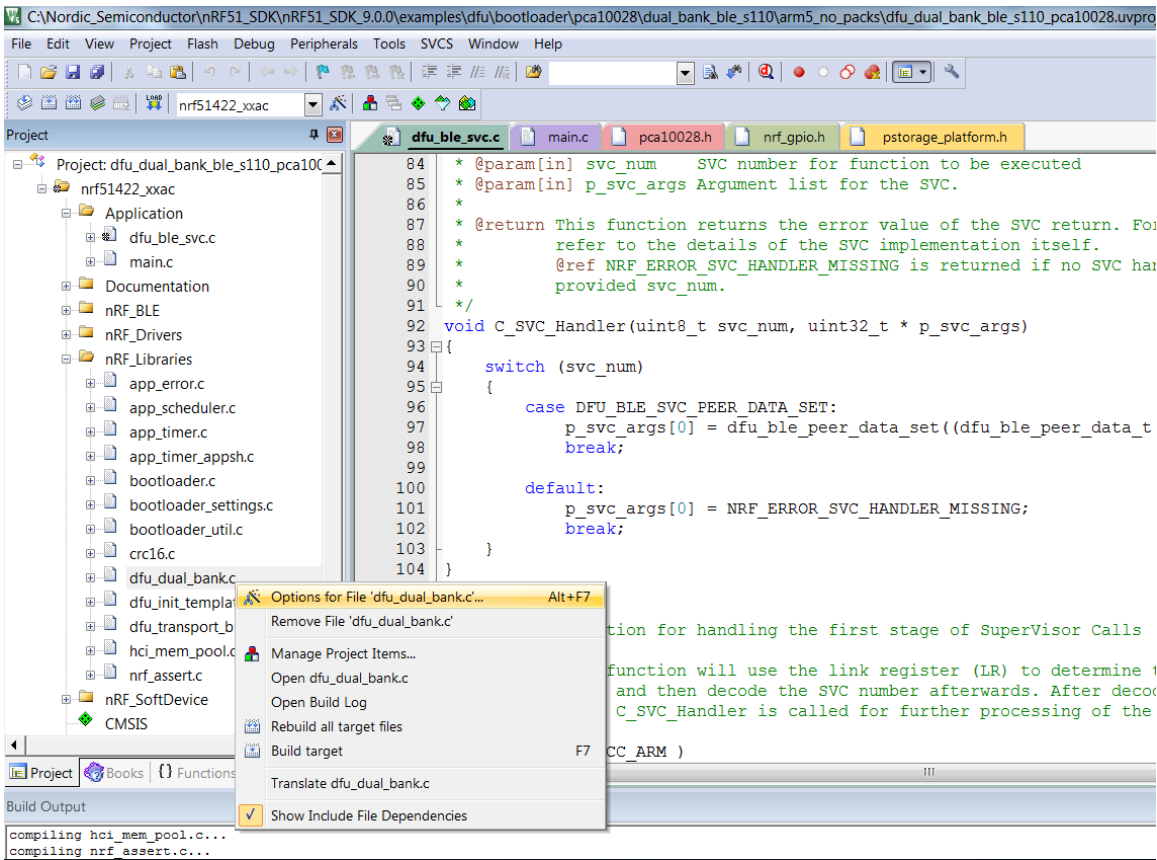 C:\Nordic_Semiconductor\nRF51_SDK\nRF51_SDK_9.0.0\examples\dfu\bootloader\pca10028\dual_bank_ble_s110\arm5_no_packs\dfu_dual_bank_ble_s110_pca10028.uvproj
File Edit View Project Flash Debug Peripherals Tools SVCS Window Help
nrf51422_xxac
Project
dfu_ble_svc.c main.c pca10028.h nrf_gpio.h pstorage_platform.h
Project: dfu_dual_bank_ble_s110_pca100
nrf51422_xxac
Application
dfu_ble_svc.c
main.c
Documentation
nRF_BLE
nRF_Drivers
nRF_Libraries
app_error.c
app_scheduler.c
app_timer.c
app_timer_appsh.c
bootloader.c
bootloader_settings.c
bootloader_util.c
crc16.c
dfu_dual_bank.c
dfu_init_templa
dfu_transport_b
hci_mem_pool.c
nrf_assert.c
nRF_SoftDevice
CMSIS
84 * @param[in] svc_num SVC number for function to be executed
85 * @param[in] p_svc_args Argument list for the SVC.
86 *
87 * @return This function returns the error value of the SVC return. For
88 * refer to the details of the SVC implementation itself.
89 * @ref NRF_ERROR_SVC_HANDLER_MISSING is returned if no SVC han
90 * provided svc_num.
91 */
92 void C_SVC_Handler(uint8_t svc_num, uint32_t * p_svc_args)
93 {
94 switch (svc_num)
95 {
96 case DFU_BLE_SVC_PEER_DATA_SET:
97 p_svc_args[0] = dfu_ble_peer_data_set((dfu_ble_peer_data_t
98 break;
99
100 default:
101 p_svc_args[0] = NRF_ERROR_SVC_HANDLER_MISSING;
102 break;
103 }
104 }
tion for handling the first stage of SuperVisor Calls
function will use the link register (LR) to determine t
and then decode the SVC number afterwards. After deco
C_SVC_Handler is called for further processing of the
CC_ARM )
Options for File 'dfu_dual_bank.c'... Alt+F7
Remove File 'dfu_dual_bank.c'
Manage Project Items...
Open dfu_dual_bank.c
Open Build Log
Rebuild all target files
Build target F7
Translate dfu_dual_bank.c
Show Include File Dependencies
Project Books {} Functions
Build Output
compiling hci_mem_pool.c...
compiling nrf_assert.c...